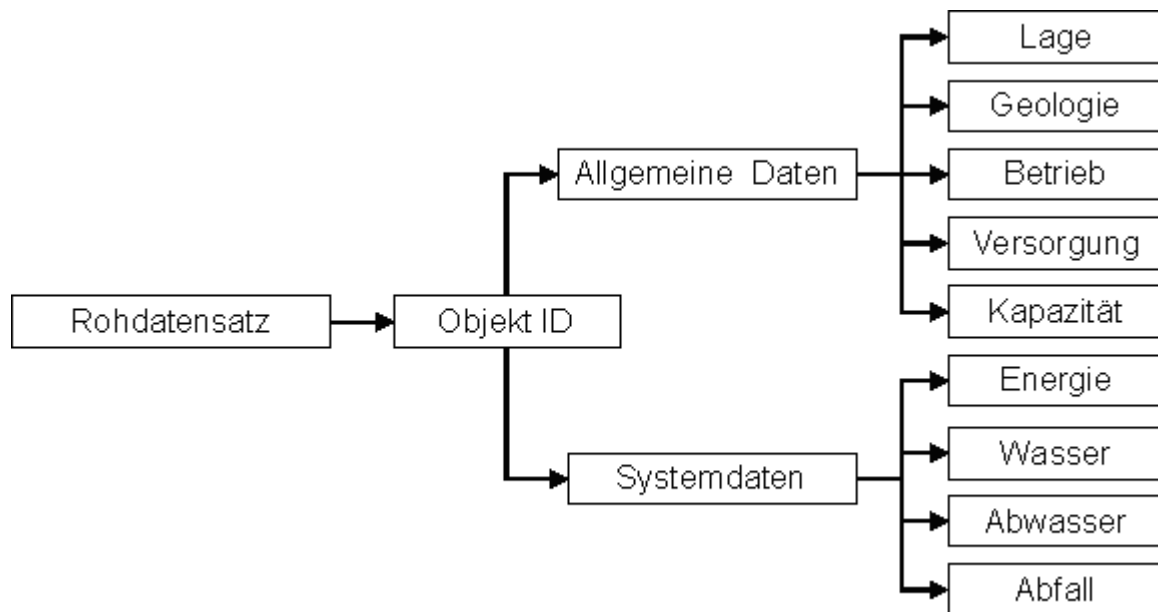 Lage
Geologie
Allgemeine Daten
Betrieb
Versorgung
Rohdatensatz
Objekt ID
Kapazität
Energie
Wasser
Systemdaten
Abwasser
Abfall